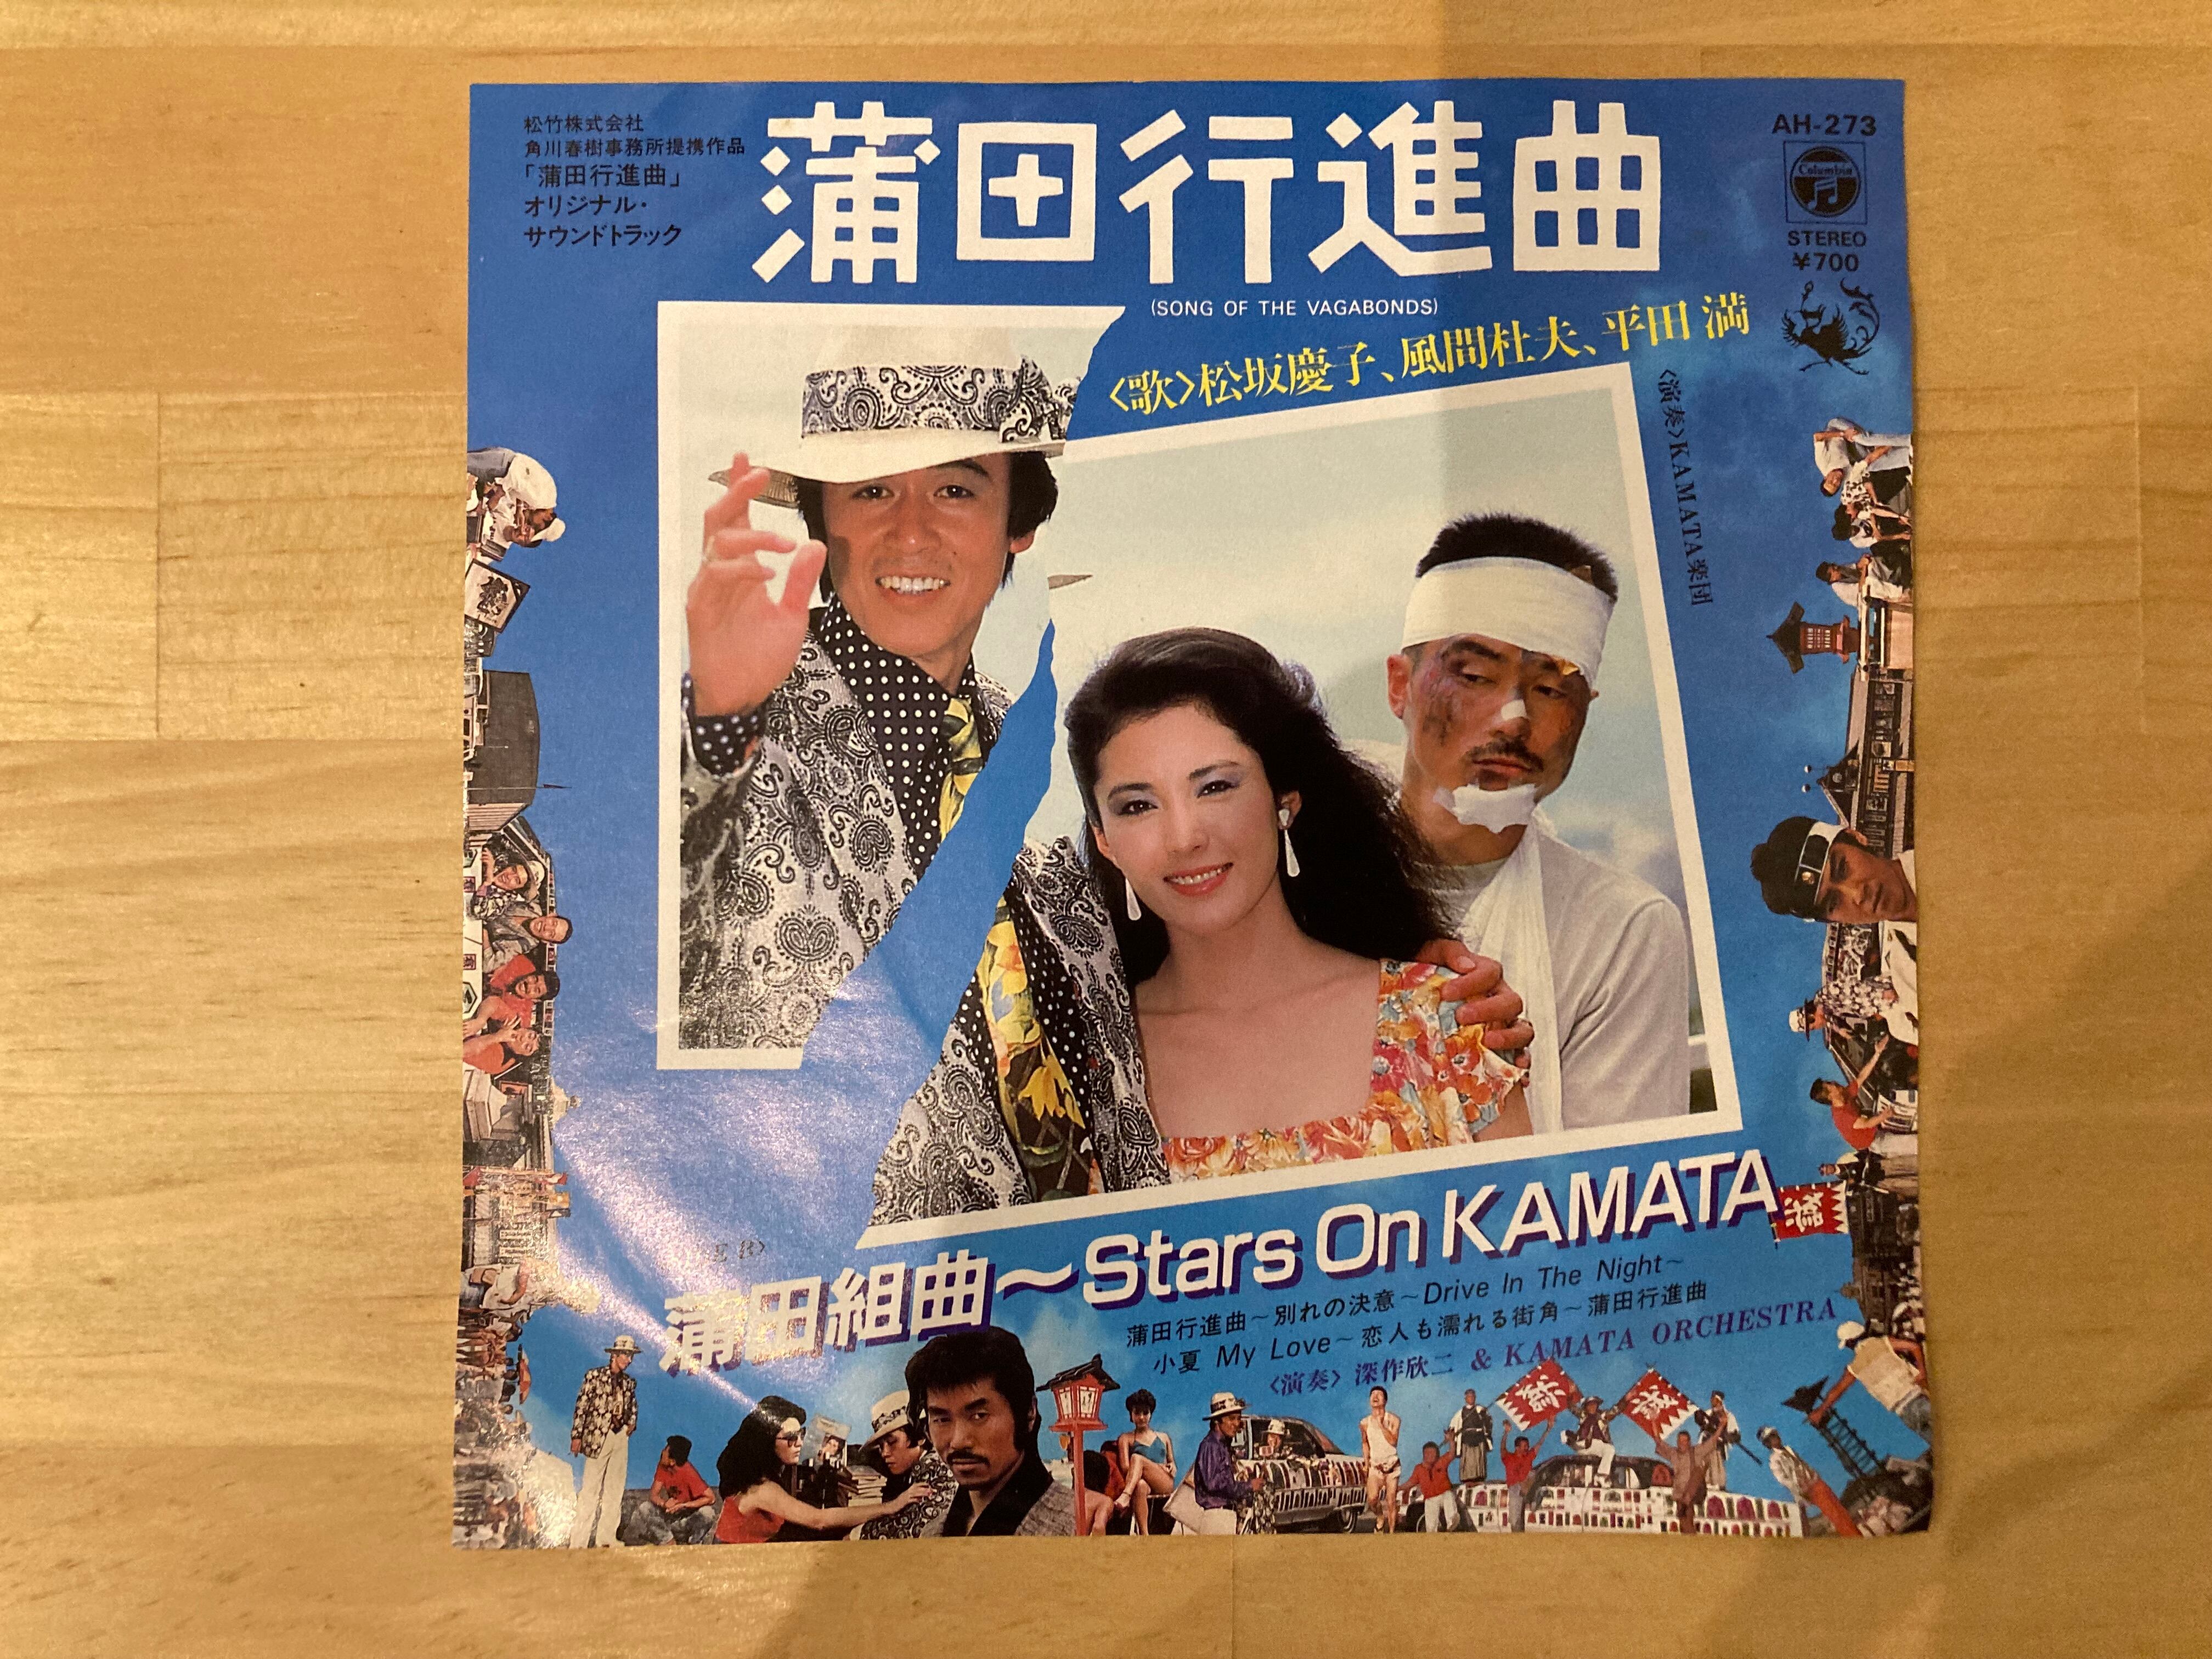 松竹株式会社
角川春樹事務所提携作品
「蒲田行進曲」
オリジナル・
サウンドトラック
蒲田行進曲
(SONG OF THE VAGABONDS)
AH-273
Columbia
STEREO
¥700
〈歌〉松坂慶子、風間杜夫、平田 満
〈演奏〉KAMATA楽団
蒲田組曲〜Stars On KAMATA
蒲田行進曲〜別れの決意〜Drive In The Night〜
小夏 My Love〜恋人も濡れる街角〜蒲田行進曲
〈演奏〉深作欣二 & KAMATA ORCHESTRA
誠
誠
誠